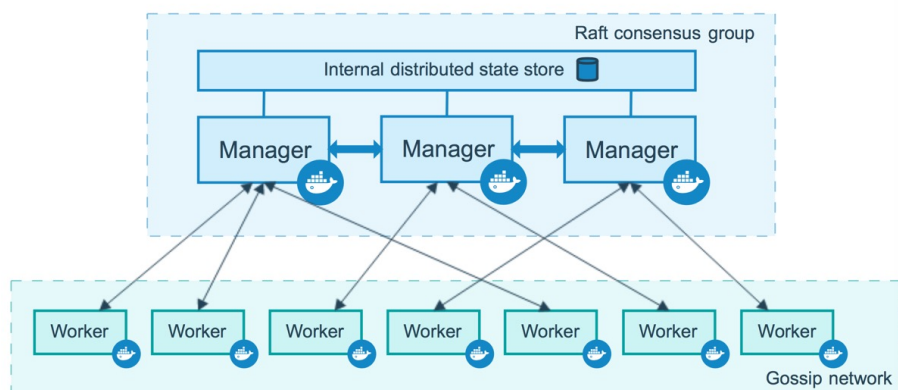 Raft consensus group
Internal distributed state store
Manager
Manager
Manager
Worker
Worker
Worker
Worker
Worker
Worker
Worker
Gossip network